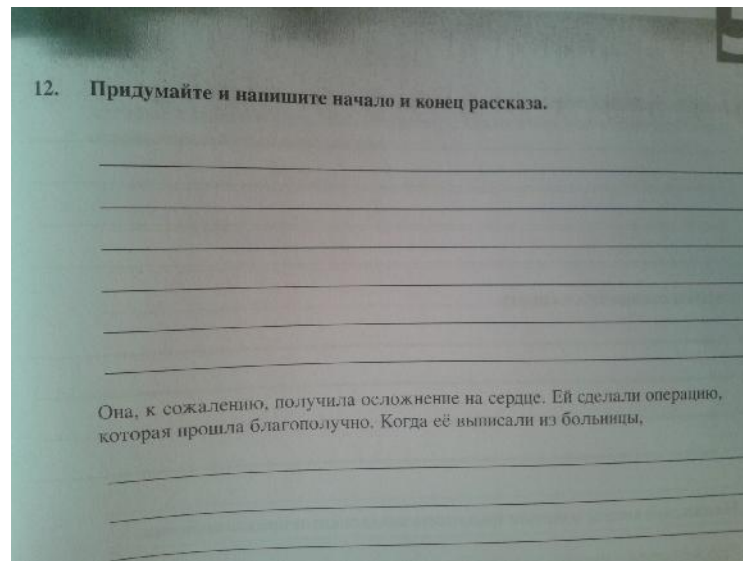 12. Придумайте и напишите начало и конец рассказа.
Она, к сожалению, получила осложнение на сердце. Ей сделали операцию,
которая прошла благополучно. Когда её выписали из больницы,